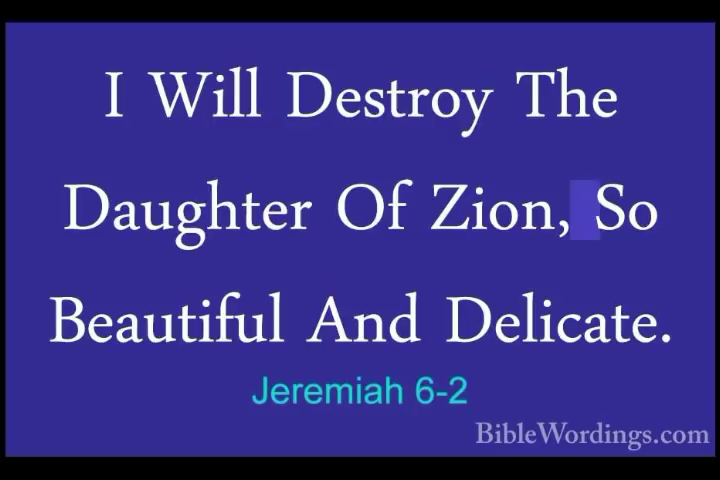 I Will Destroy The
Daughter Of Zion, So
Beautiful And Delicate.
Jeremiah 6-2
BibleWordings.com